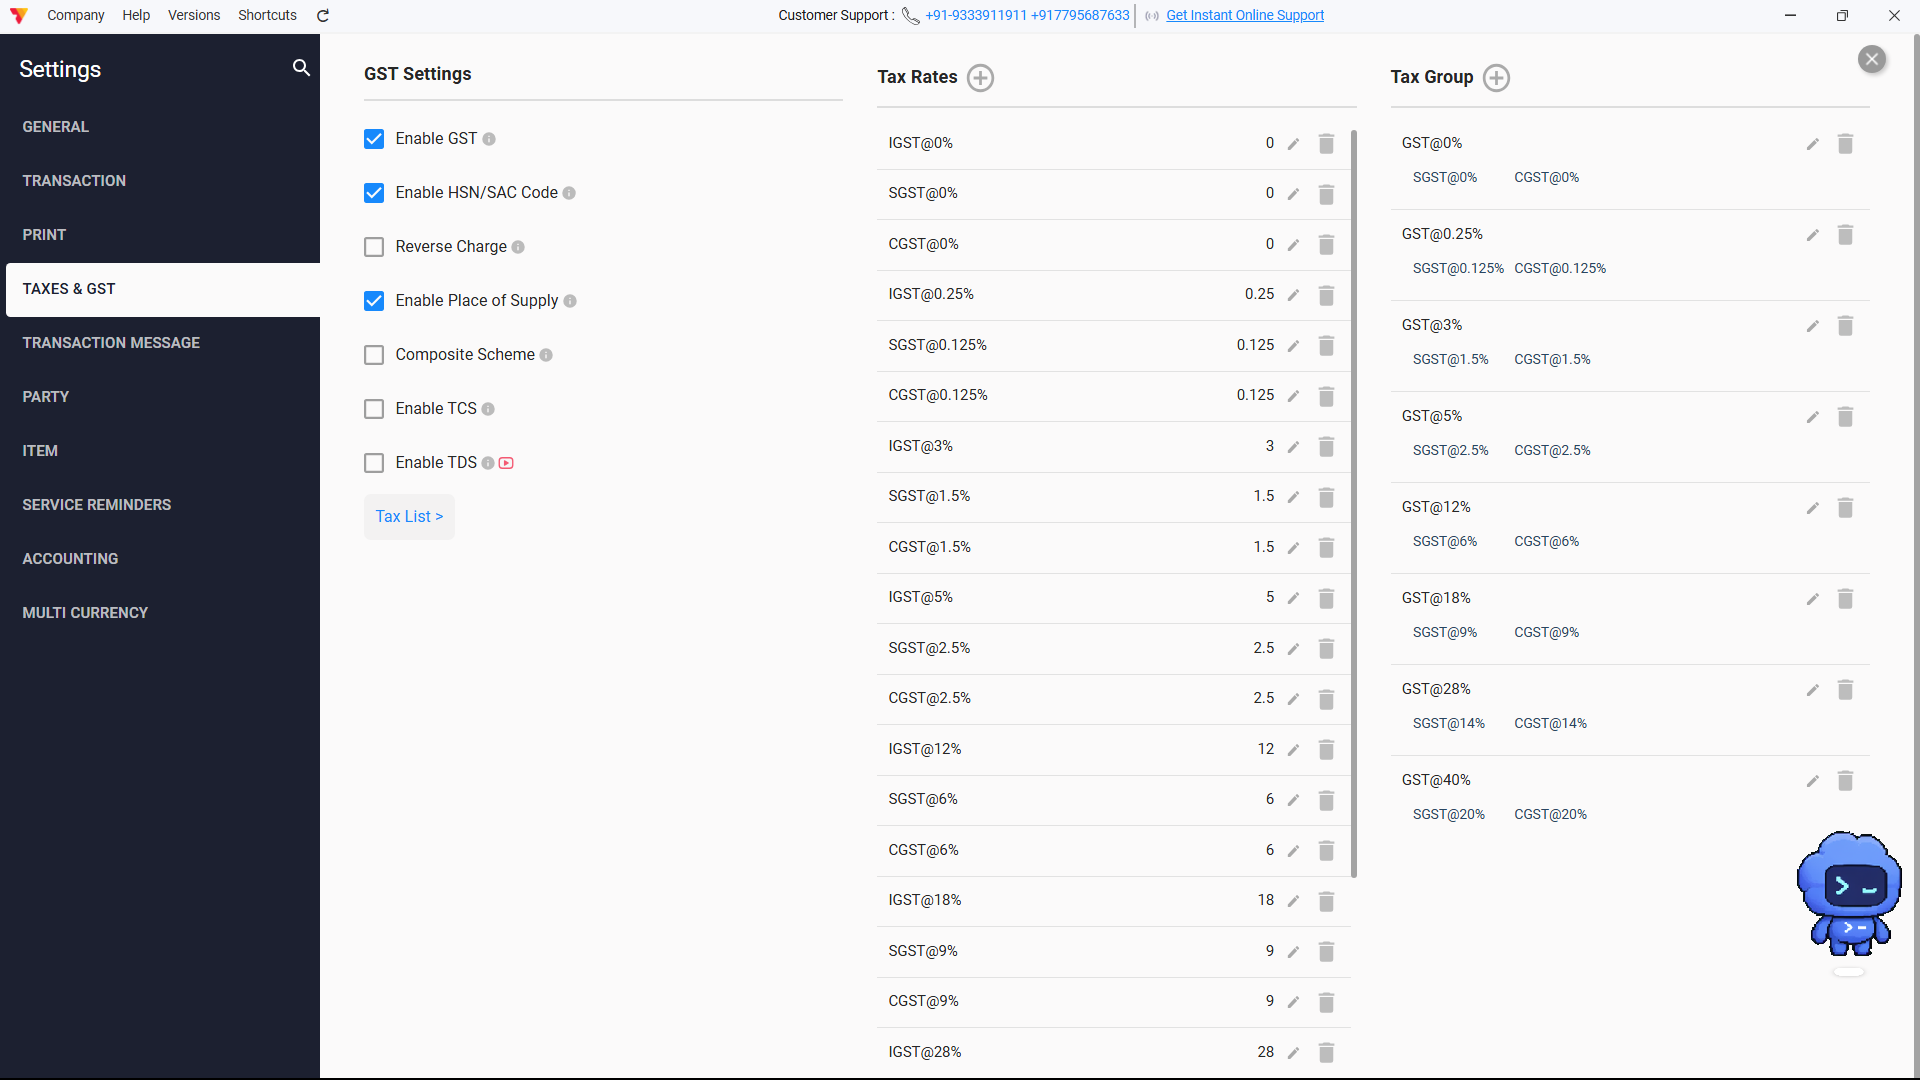 Company Help Versions Shortcuts
Customer Support : +91-9333911911 +917795687633 Get Instant Online Support
Settings
GENERAL
TRANSACTION
PRINT
TAXES & GST
TRANSACTION MESSAGE
PARTY
ITEM
SERVICE REMINDERS
ACCOUNTING
MULTI CURRENCY
GST Settings
Enable GST
Enable HSN/SAC Code
Reverse Charge
Enable Place of Supply
Composite Scheme
Enable TCS
Enable TDS
Tax List >
Tax Rates
IGST@0% 0
SGST@0% 0
CGST@0% 0
IGST@0.25% 0.25
SGST@0.125% 0.125
CGST@0.125% 0.125
IGST@3% 3
SGST@1.5% 1.5
CGST@1.5% 1.5
IGST@5% 5
SGST@2.5% 2.5
CGST@2.5% 2.5
IGST@12% 12
SGST@6% 6
CGST@6% 6
IGST@18% 18
SGST@9% 9
CGST@9% 9
IGST@28% 28
Tax Group
GST@0%
SGST@0% CGST@0%
GST@0.25%
SGST@0.125% CGST@0.125%
GST@3%
SGST@1.5% CGST@1.5%
GST@5%
SGST@2.5% CGST@2.5%
GST@12%
SGST@6% CGST@6%
GST@18%
SGST@9% CGST@9%
GST@28%
SGST@14% CGST@14%
GST@40%
SGST@20% CGST@20%